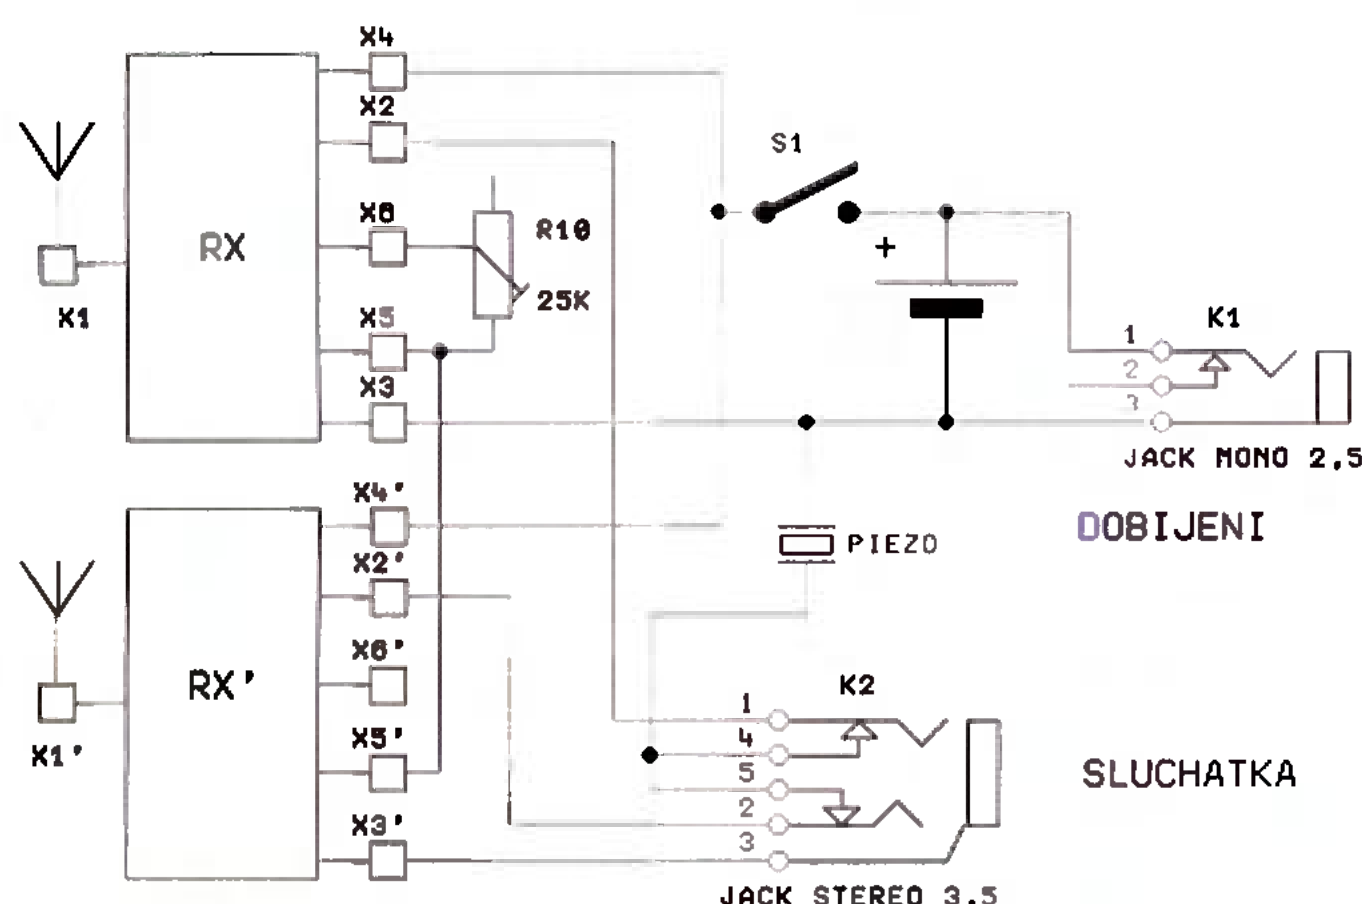 X4
X2
S1
X6
R10
RX
+
X1
X5
25K
K1
1
2
3
X3
JACK MONO 2,5
X4'
DOBIJENI
PIEZO
X2'
X6'
RX'
K2
1
X5'
4
5
SLUCHATKA
X1'
2
X3'
3
JACK STEREO 3.5